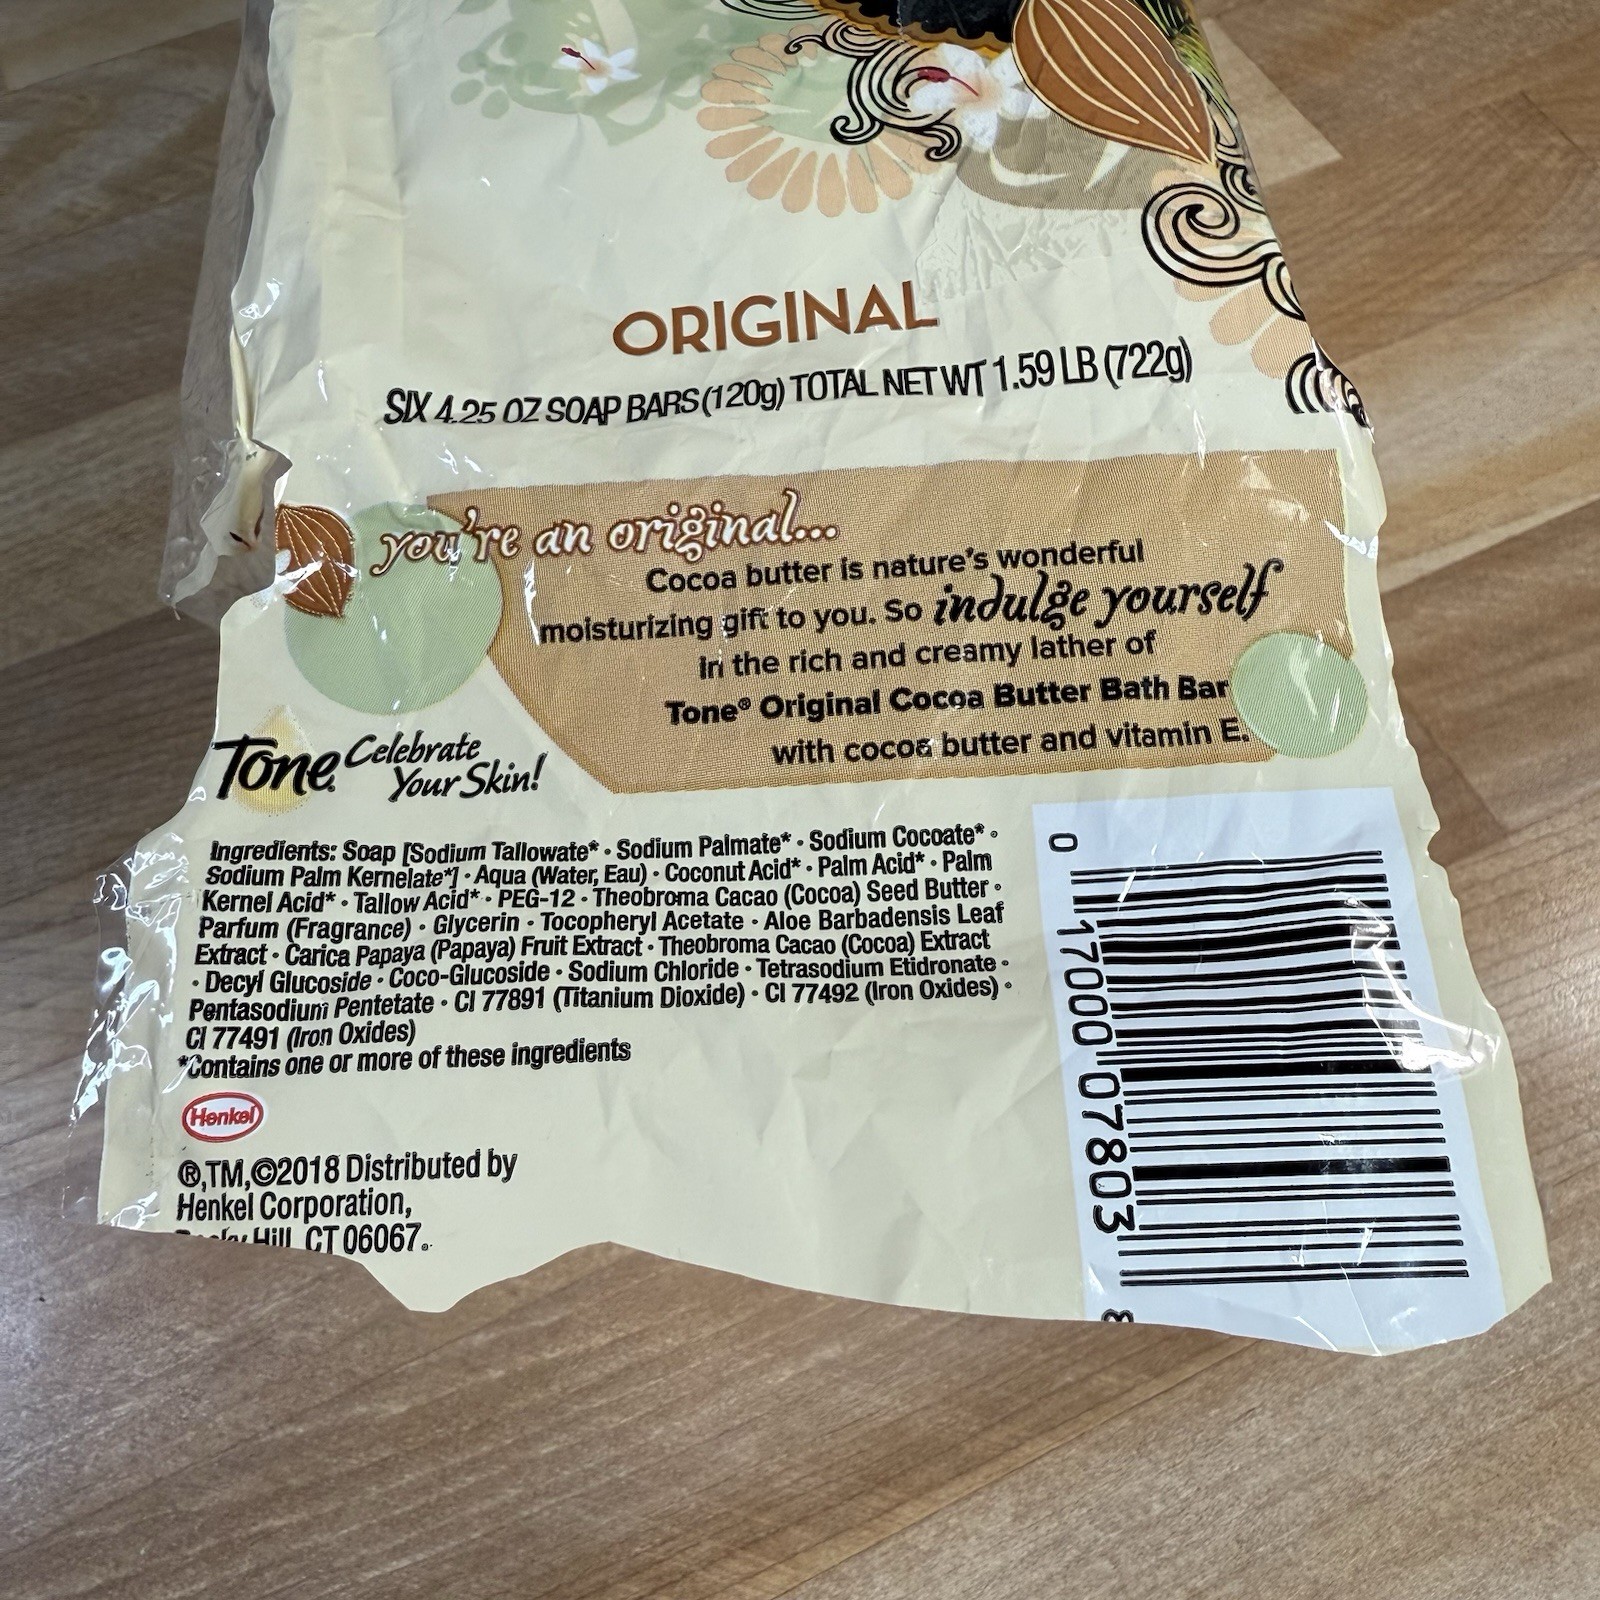 ORIGINAL
SIX 4.25 OZ SOAP BARS (120g) TOTAL NET WT 1.59 LB (722g)
you're an original...
Cocoa butter is nature's wonderful
moisturizing gift to you. So indulge yourself
in the rich and creamy lather of
Tone® Original Cocoa Butter Bath Bar
with cocoa butter and vitamin E.
Tone Celebrate
Your Skin!
Ingredients: Soap [Sodium Tallowate* • Sodium Palmate* • Sodium Cocoate* •
Sodium Palm Kernelate*] • Aqua (Water, Eau) • Coconut Acid* • Palm Acid* • Palm
Kernel Acid* • Tallow Acid* • PEG-12 • Theobroma Cacao (Cocoa) Seed Butter •
Parfum (Fragrance) • Glycerin • Tocopheryl Acetate • Aloe Barbadensis Leaf
Extract • Carica Papaya (Papaya) Fruit Extract • Theobroma Cacao (Cocoa) Extract
• Decyl Glucoside • Coco-Glucoside • Sodium Chloride • Tetrasodium Etidronate •
Pentasodium Pentetate • CI 77891 (Titanium Dioxide) • CI 77492 (Iron Oxides) •
CI 77491 (Iron Oxides)
*Contains one or more of these ingredients
Henkel
®,TM,©2018 Distributed by
Henkel Corporation,
Hill, CT 06067.
0 17000 07803 8